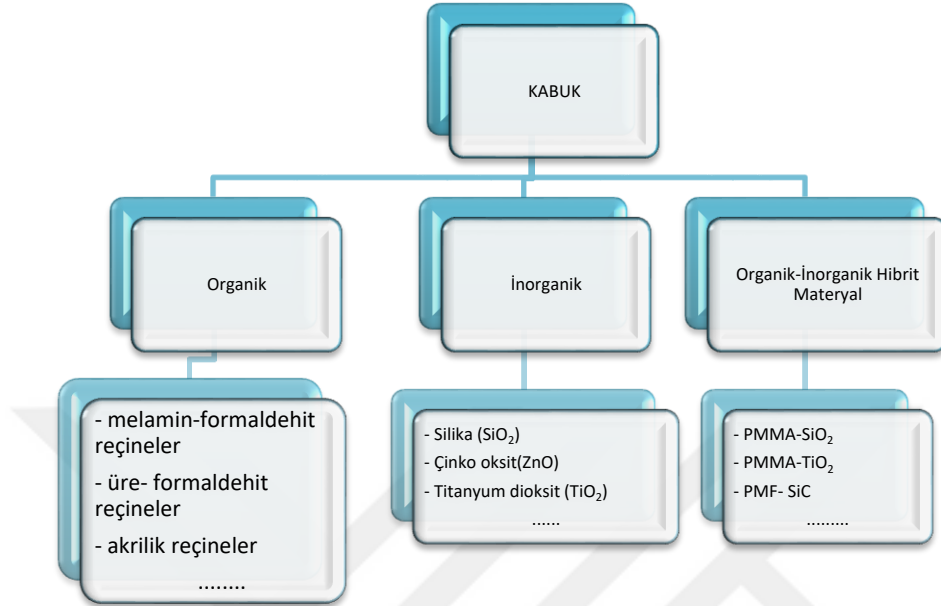 KABUK
Organik
İnorganik
Organik-İnorganik Hibrit
Materyal
- melamin-formaldehit
reçineler
- üre- formaldehit
reçineler
- akrilik reçineler
........
- Silika (SiO₂)
- Çinko oksit(ZnO)
- Titanyum dioksit (TiO₂)
......
- PMMA-SiO₂
- PMMA-TiO₂
- PMF- SiC
.........